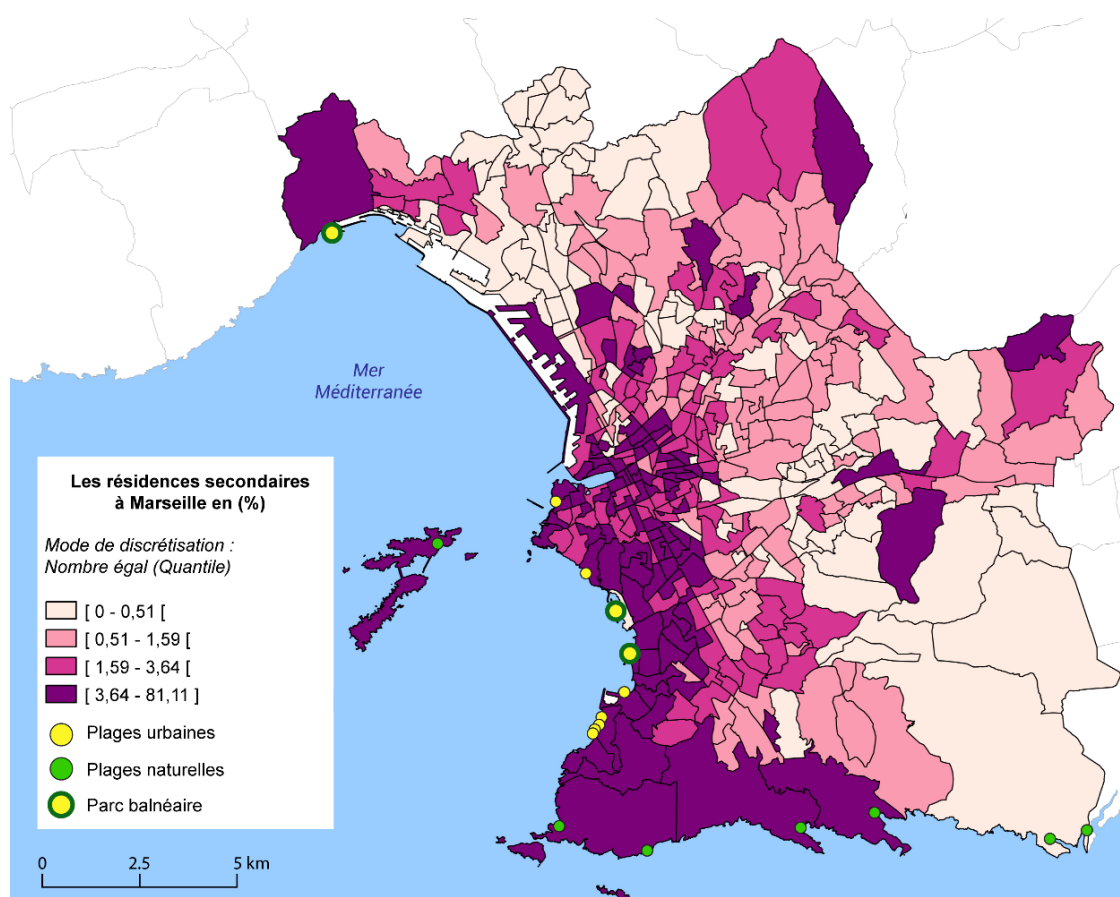 Mer
Méditerranée
Les résidences secondaires
à Marseille en (%)
Mode de discrétisation :
Nombre égal (Quantile)
[ 0 - 0,51 [
[ 0,51 - 1,59 [
[ 1,59 - 3,64 [
[ 3,64 - 81,11 ]
Plages urbaines
Plages naturelles
Parc balnéaire
0 2.5 5 km